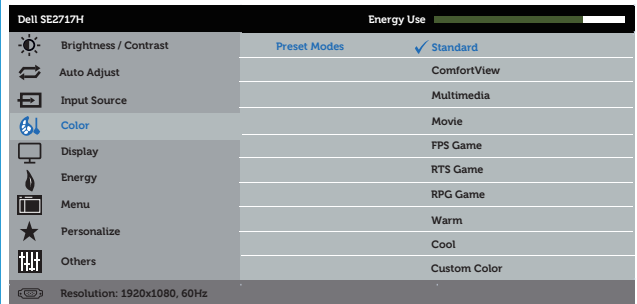 Dell SE2717H Energy Use
Brightness / Contrast Preset Modes Standard
Auto Adjust ComfortView
Input Source Multimedia
Color Movie
Display FPS Game
Energy RTS Game
Menu RPG Game
Personalize Warm
Others Cool
Custom Color
Resolution: 1920x1080, 60Hz